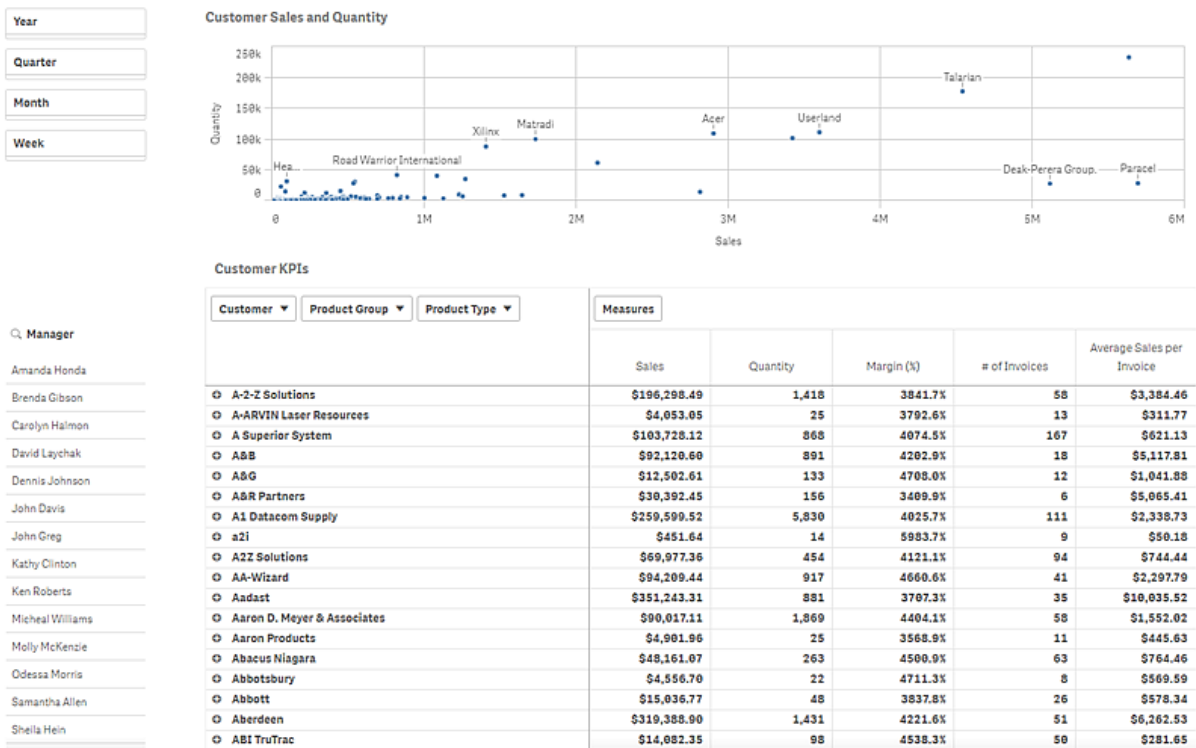 Year
Quarter
Month
Week
Customer Sales and Quantity
Quantity
250k
200k
150k
100k
50k
0
Hea...
Road Warrior International
Xilinx
Matradi
Acer
Userland
Talarian
Deak-Perera Group.
Paracel
0 1M 2M 3M 4M 5M 6M
Sales
Customer KPIs
Customer Product Group Product Type Measures
Sales Quantity Margin (%) # of Invoices Average Sales per Invoice
A-2-Z Solutions $196,298.49 1,418 3841.7% 58 $3,384.46
A-ARVIN Laser Resources $4,053.05 25 3792.6% 13 $311.77
A Superior System $103,728.12 868 4074.5% 167 $621.13
A&B $92,120.60 891 4202.9% 18 $5,117.81
A&G $12,502.61 133 4708.0% 12 $1,041.88
A&R Partners $30,392.45 156 3409.9% 6 $5,065.41
A1 Datacom Supply $259,599.52 5,830 4025.7% 111 $2,338.73
a2i $451.64 14 5983.7% 9 $50.18
A2Z Solutions $69,977.36 454 4121.1% 94 $744.44
AA-Wizard $94,209.44 917 4660.6% 41 $2,297.79
Aadast $351,243.31 881 3707.3% 35 $10,035.52
Aaron D. Meyer & Associates $90,017.11 1,869 4404.1% 58 $1,552.02
Aaron Products $4,901.96 25 3568.9% 11 $445.63
Abacus Niagara $48,161.07 263 4500.9% 63 $764.46
Abbotsbury $4,556.70 22 4711.3% 8 $569.59
Abbott $15,036.77 48 3837.8% 26 $578.34
Aberdeen $319,388.90 1,431 4221.6% 51 $6,262.53
ABI TruTrac $14,082.35 98 4538.3% 50 $281.65
Manager
Amanda Honda
Brenda Gibson
Carolyn Halmon
David Laychak
Dennis Johnson
John Davis
John Greg
Kathy Clinton
Ken Roberts
Micheal Williams
Molly McKenzie
Odessa Morris
Samantha Allen
Sheila Hein